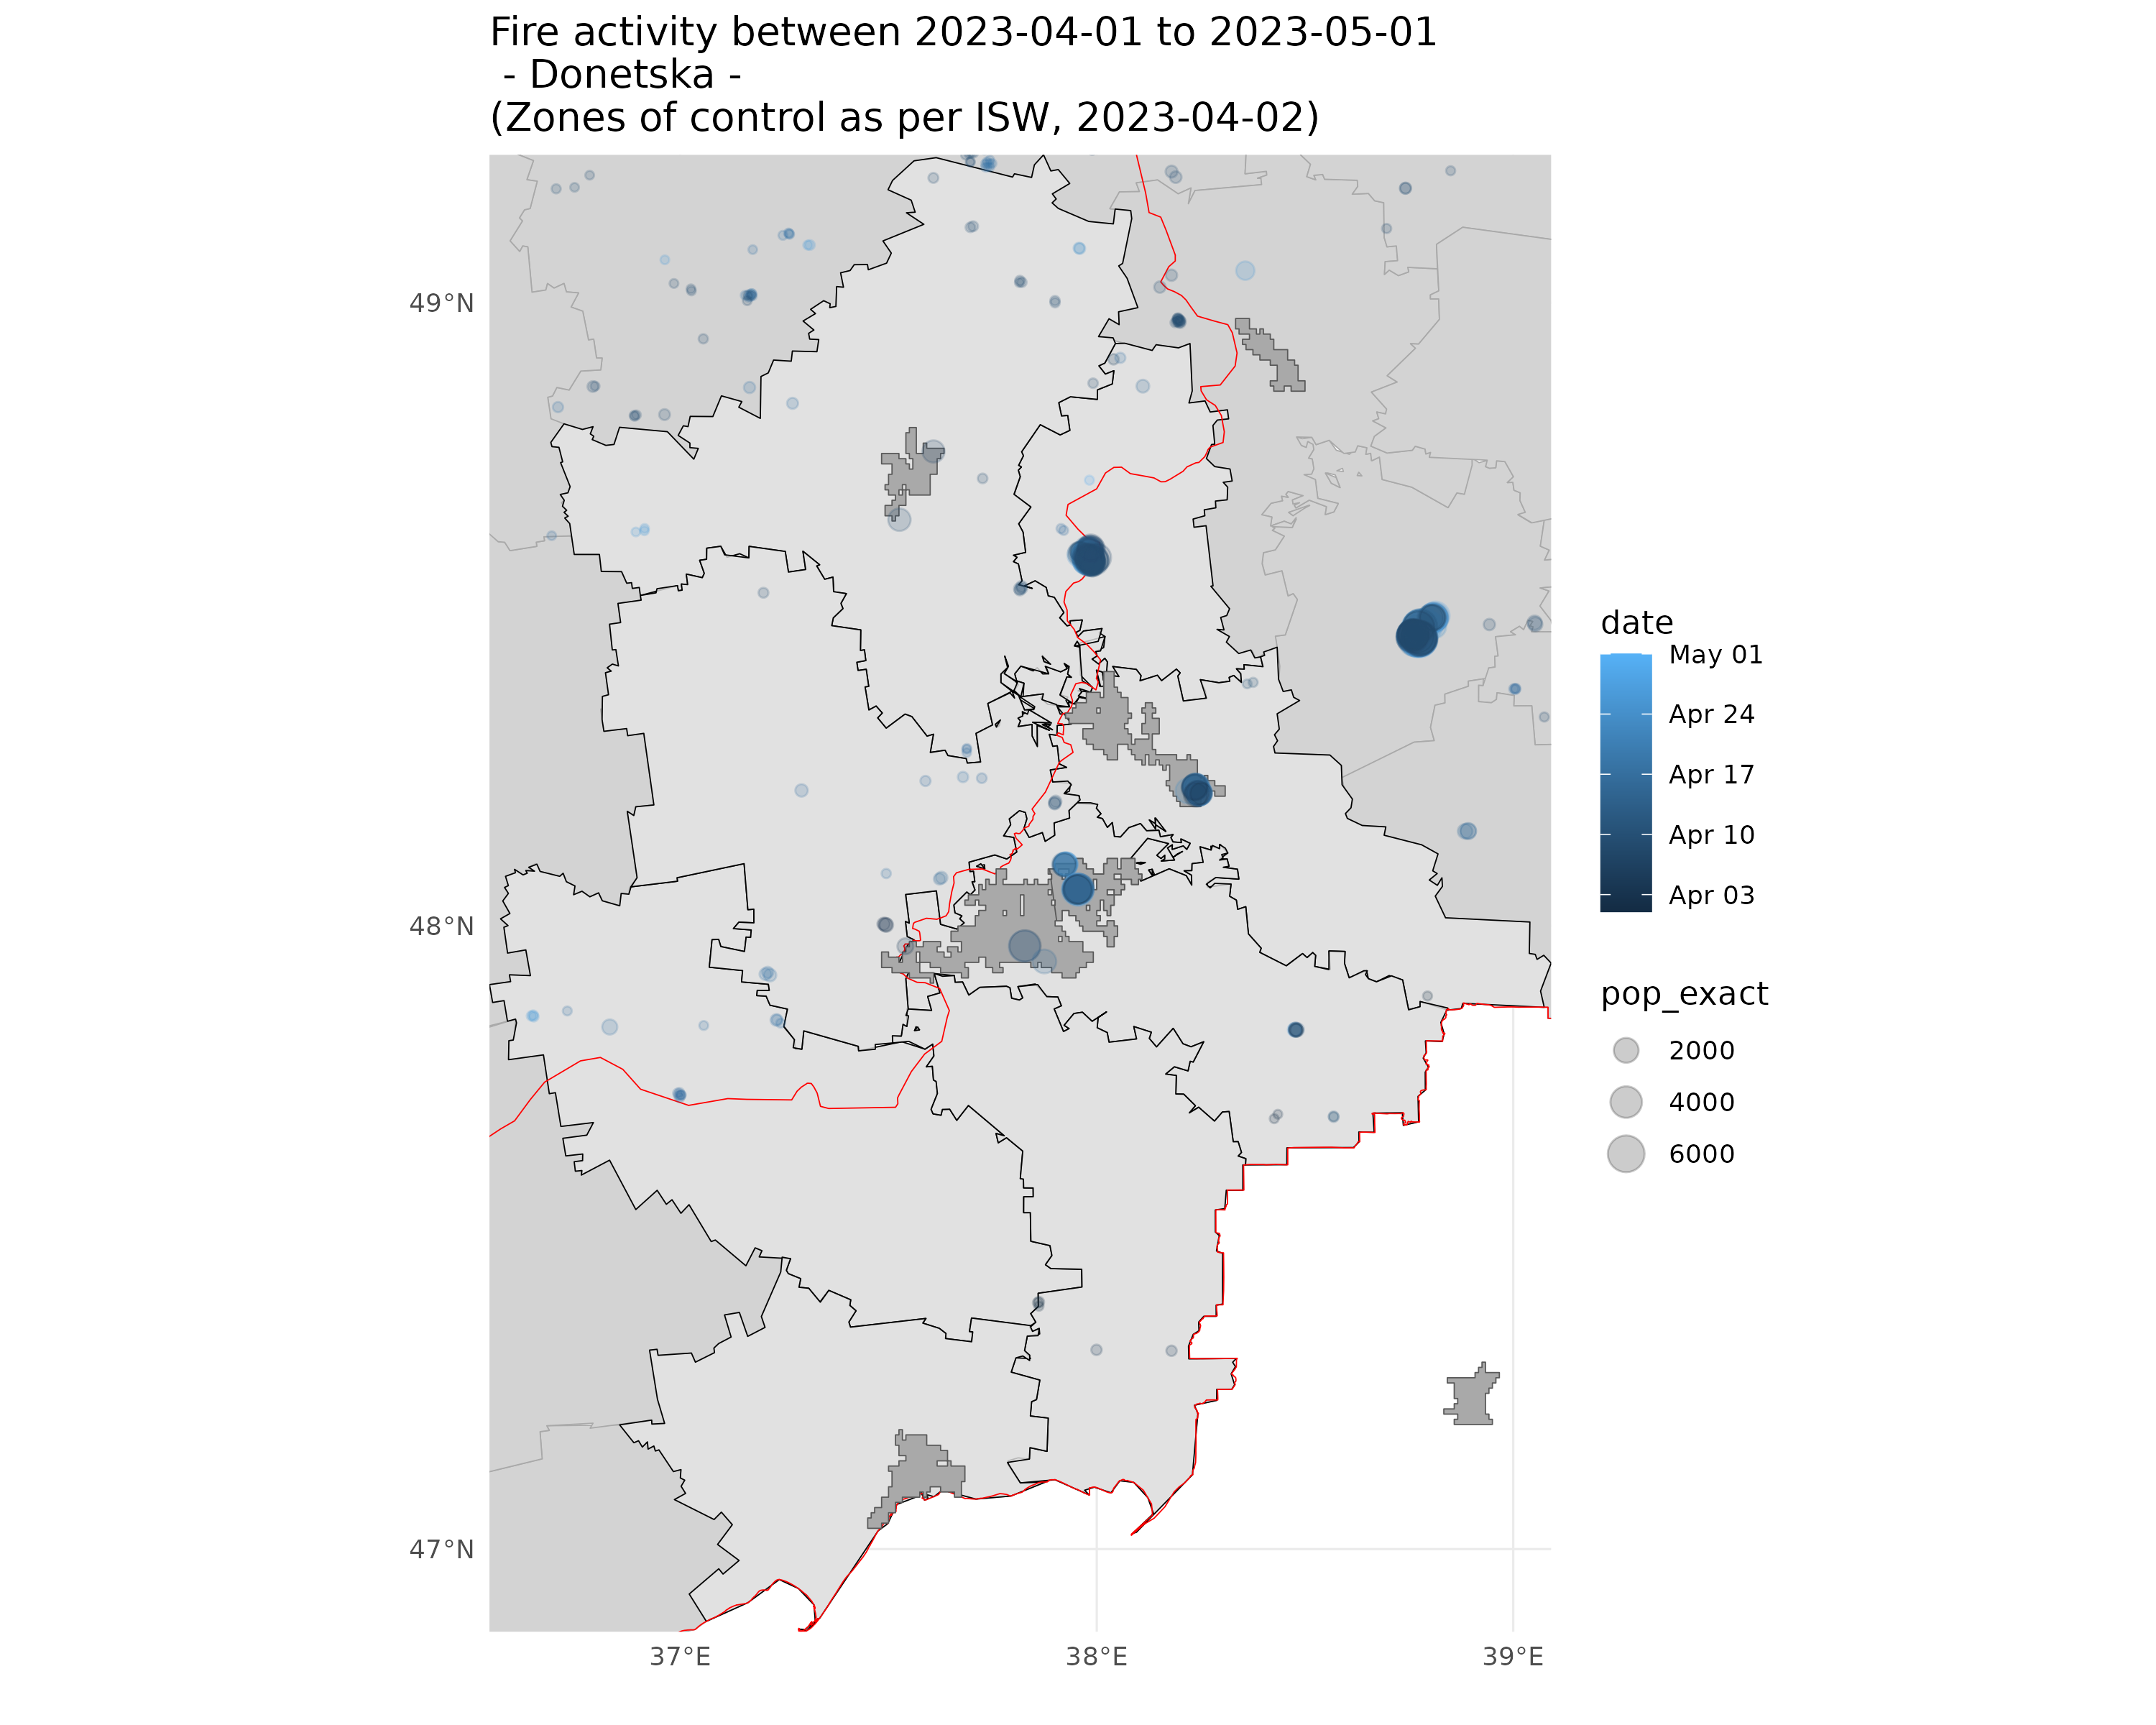 Fire activity between 2023-04-01 to 2023-05-01
- Donetska -
(Zones of control as per ISW, 2023-04-02)
49°N
48°N
47°N
37°E
38°E
39°E
date
May 01
Apr 24
Apr 17
Apr 10
Apr 03
pop_exact
2000
4000
6000